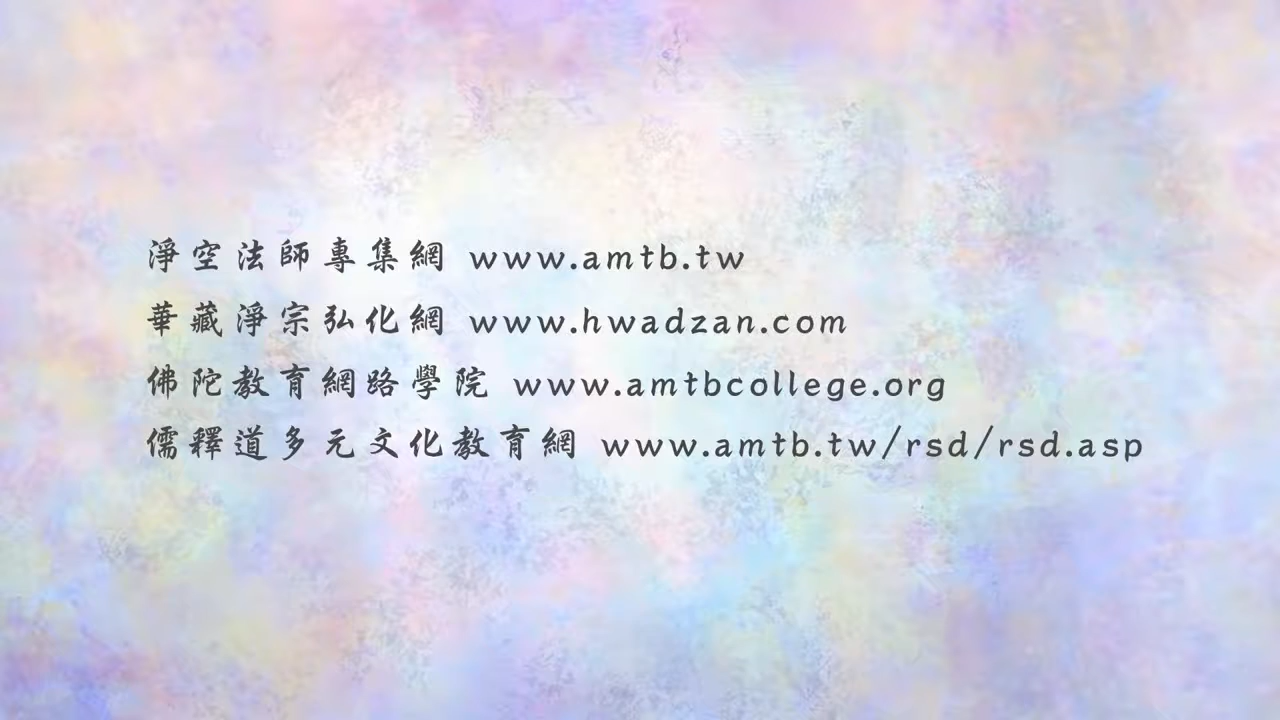 淨空法師專集網 www.amtb.tw
華藏淨宗弘化網 www.hwadzan.com
佛陀教育網路學院 www.amtbcollege.org
儒釋道多元文化教育網 www.amtb.tw/rsd/rsd.asp